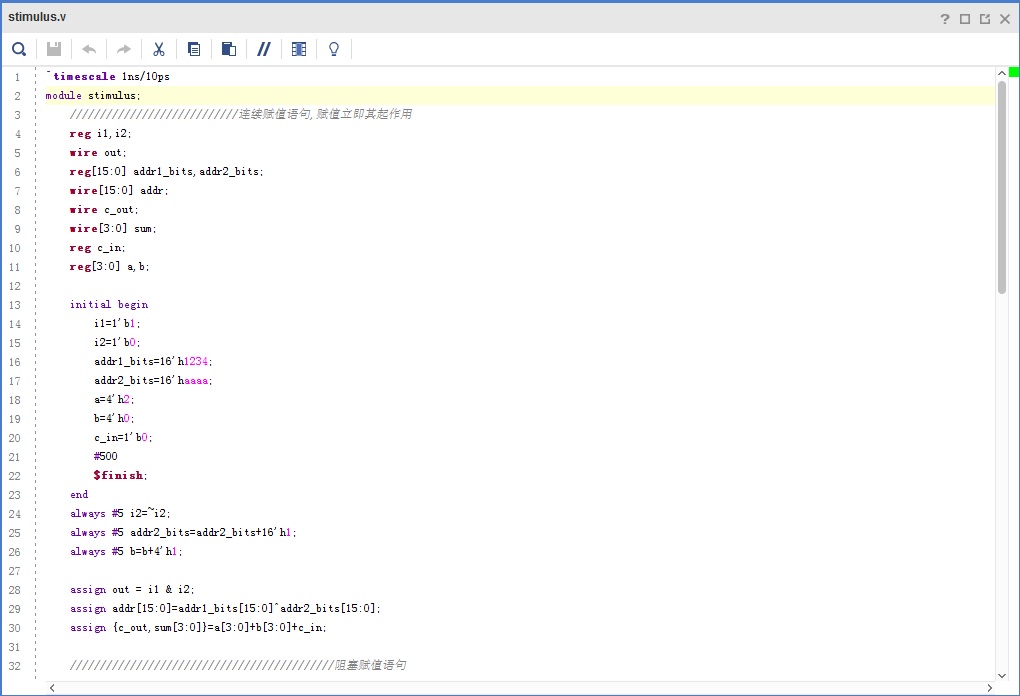 stimulus.v
1 `timescale 1ns/10ps
2 module stimulus;
3 ////////////////////////////连续赋值语句,赋值立即其起作用
4 reg i1,i2;
5 wire out;
6 reg[15:0] addr1_bits,addr2_bits;
7 wire[15:0] addr;
8 wire c_out;
9 wire[3:0] sum;
10 reg c_in;
11 reg[3:0] a,b;
12
13 initial begin
14 i1=1'b1;
15 i2=1'b0;
16 addr1_bits=16'h1234;
17 addr2_bits=16'haaaa;
18 a=4'h2;
19 b=4'h0;
20 c_in=1'b0;
21 #500
22 $finish;
23 end
24 always #5 i2=~i2;
25 always #5 addr2_bits=addr2_bits+16'h1;
26 always #5 b=b+4'h1;
27
28 assign out = i1 & i2;
29 assign addr[15:0]=addr1_bits[15:0]^addr2_bits[15:0];
30 assign {c_out,sum[3:0]}=a[3:0]+b[3:0]+c_in;
31
32 ////////////////////////////////////////////阻塞赋值语句